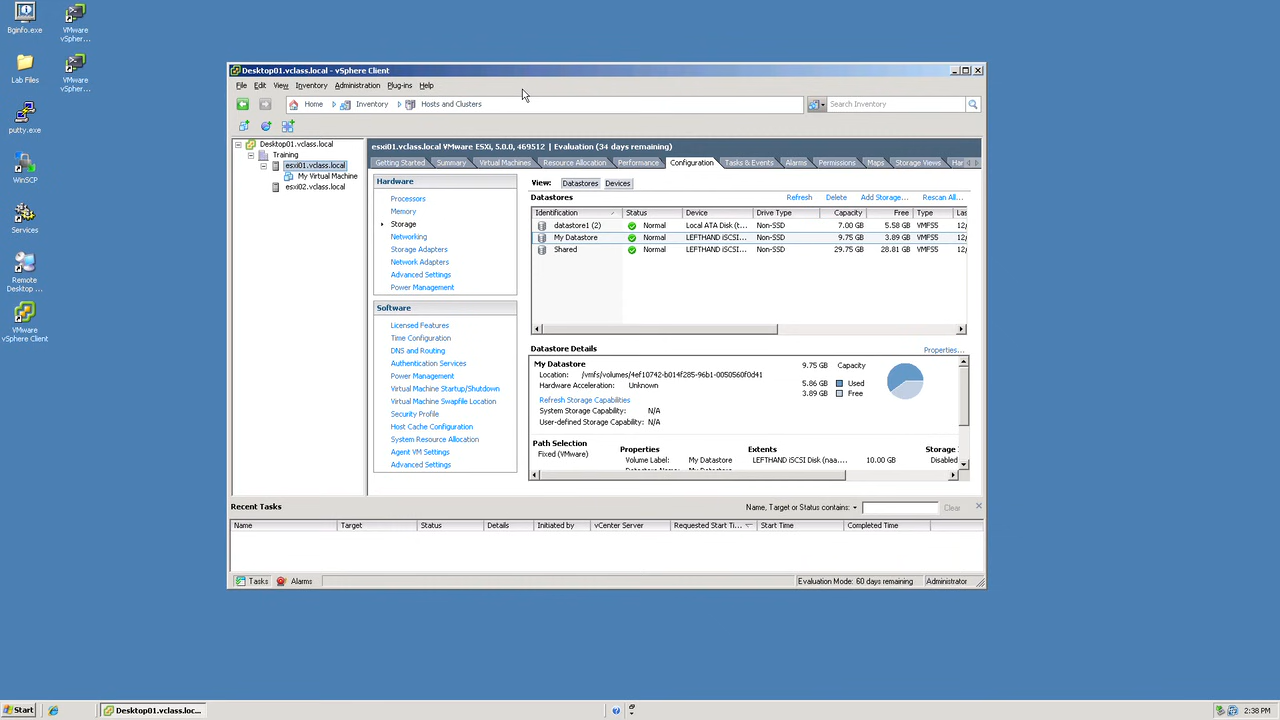 Bginfo.exe
VMware
vSpher...
Lab Files
VMware
vSpher...
putty.exe
WinSCP
Services
Remote
Desktop ...
VMware
vSphere Client
Desktop01.vclass.local - vSphere Client
File Edit View Inventory Administration Plug-ins Help
Home Inventory Hosts and Clusters
Search Inventory
Desktop01.vclass.local
Training
esxi01.vclass.local
My Virtual Machine
esxi02.vclass.local
esxi01.vclass.local VMware ESXi, 5.0.0, 469512 | Evaluation (34 days remaining)
Getting Started Summary Virtual Machines Resource Allocation Performance Configuration Tasks & Events Alarms Permissions Maps Storage Views Har
Hardware
Processors
Memory
Storage
Networking
Storage Adapters
Network Adapters
Advanced Settings
Power Management
Software
Licensed Features
Time Configuration
DNS and Routing
Authentication Services
Power Management
Virtual Machine Startup/Shutdown
Virtual Machine Swapfile Location
Security Profile
Host Cache Configuration
System Resource Allocation
Agent VM Settings
Advanced Settings
View: Datastores Devices
Datastores Refresh Delete Add Storage... Rescan All...
Identification Status Device Drive Type Capacity Free Type Las
datastore1 (2) Normal Local ATA Disk (t... Non-SSD 7.00 GB 5.58 GB VMFS5 12/
My Datastore Normal LEFTHAND iSCSI... Non-SSD 9.75 GB 3.89 GB VMFS5 12/
Shared Normal LEFTHAND iSCSI... Non-SSD 29.75 GB 28.81 GB VMFS5 12/
Datastore Details Properties...
My Datastore 9.75 GB Capacity
Location: /vmfs/volumes/4ef10742-b014f285-96b1-0050560f0d41
Hardware Acceleration: Unknown 5.86 GB Used
3.89 GB Free
Refresh Storage Capabilities
System Storage Capability: N/A
User-defined Storage Capability: N/A
Path Selection Properties Extents Storage
Fixed (VMware) Volume Label: My Datastore LEFTHAND iSCSI Disk (naa.... 10.00 GB Disabled
Recent Tasks Name, Target or Status contains: Clear
Name Target Status Details Initiated by vCenter Server Requested Start Ti... Start Time Completed Time
Tasks Alarms Evaluation Mode: 60 days remaining Administrator
Start Desktop01.vclass.loc... 2:38 PM